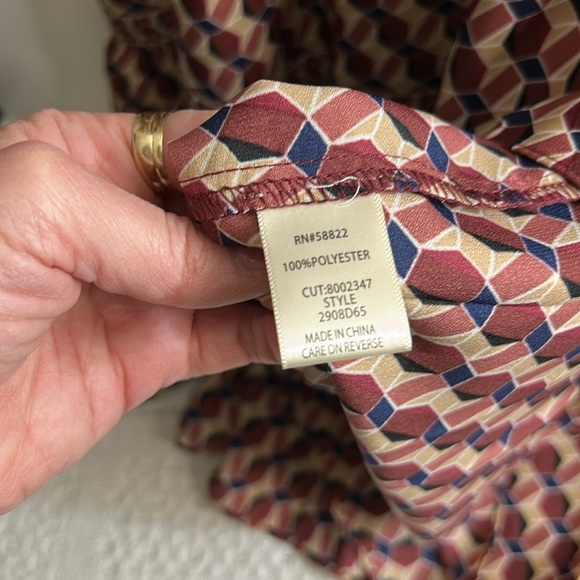 RN#58822
100%POLYESTER
CUT:8002347
STYLE
2908D65
MADE IN CHINA
CARE ON REVERSE